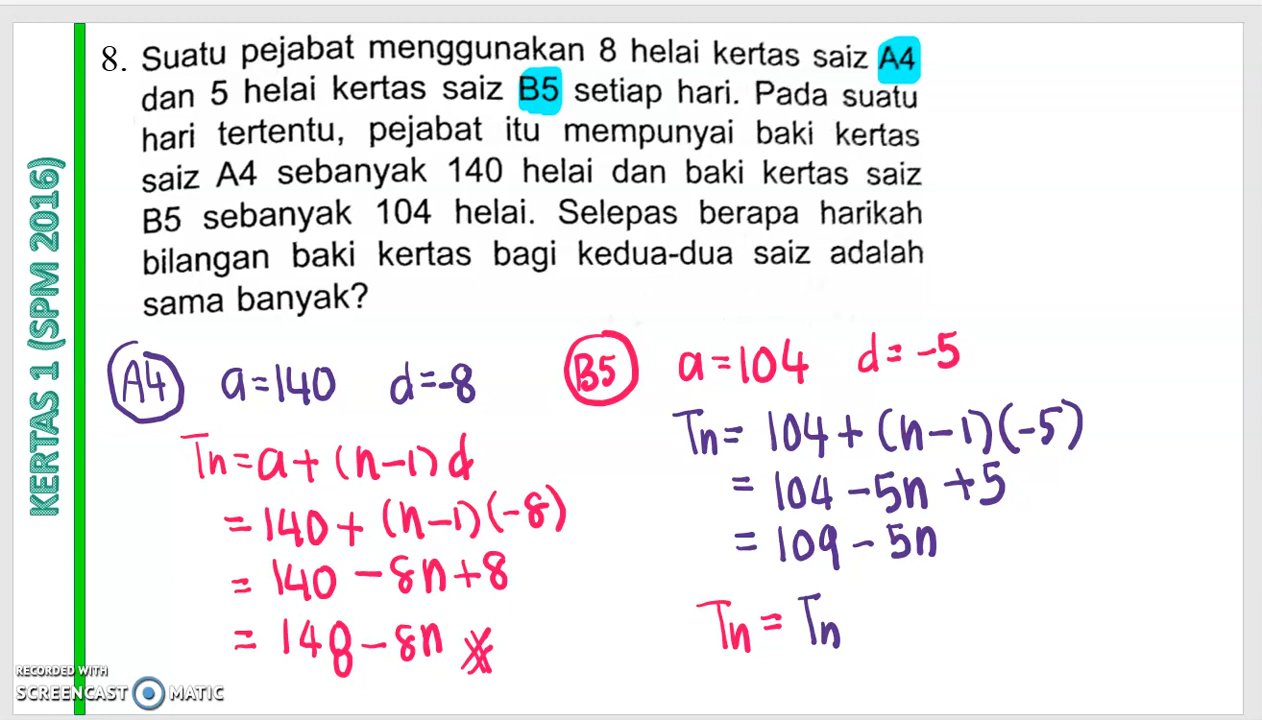 KERTAS 1 (SPM 2016)
8. Suatu pejabat menggunakan 8 helai kertas saiz A4
dan 5 helai kertas saiz B5 setiap hari. Pada suatu
hari tertentu, pejabat itu mempunyai baki kertas
saiz A4 sebanyak 140 helai dan baki kertas saiz
B5 sebanyak 104 helai. Selepas berapa harikah
bilangan baki kertas bagi kedua-dua saiz adalah
sama banyak?
A4 a=140 d=-8
Tn=a+(n-1)d
=140+(n-1)(-8)
=140-8n+8
=148-8n
B5 a=104 d=-5
Tn=104+(n-1)(-5)
=104-5n+5
=109-5n
Tn=Tn
RECORDED WITH
SCREENCAST MATIC